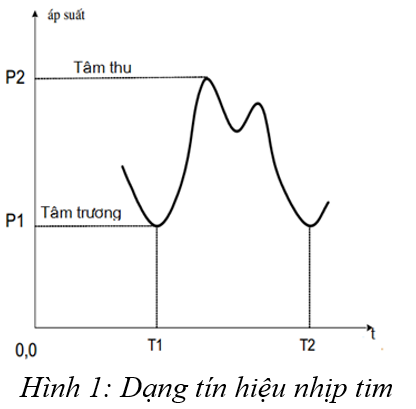 áp suất
P2
Tâm thu
P1
Tâm trương
0,0
T1
T2
t
Hình 1: Dạng tín hiệu nhịp tim